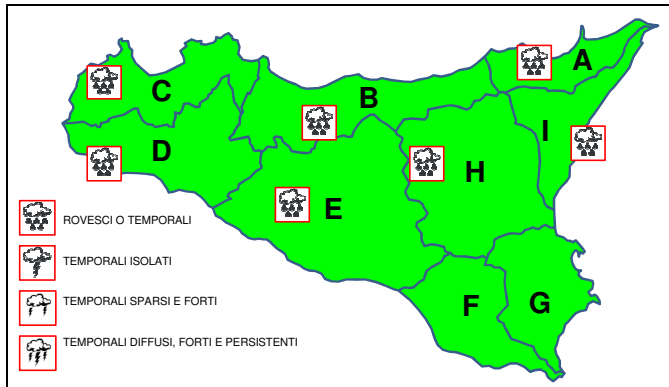 A
C
B
I
D
H
E
F
G
ROVESCI O TEMPORALI
TEMPORALI ISOLATI
TEMPORALI SPARSI E FORTI
TEMPORALI DIFFUSI, FORTI E PERSISTENTI